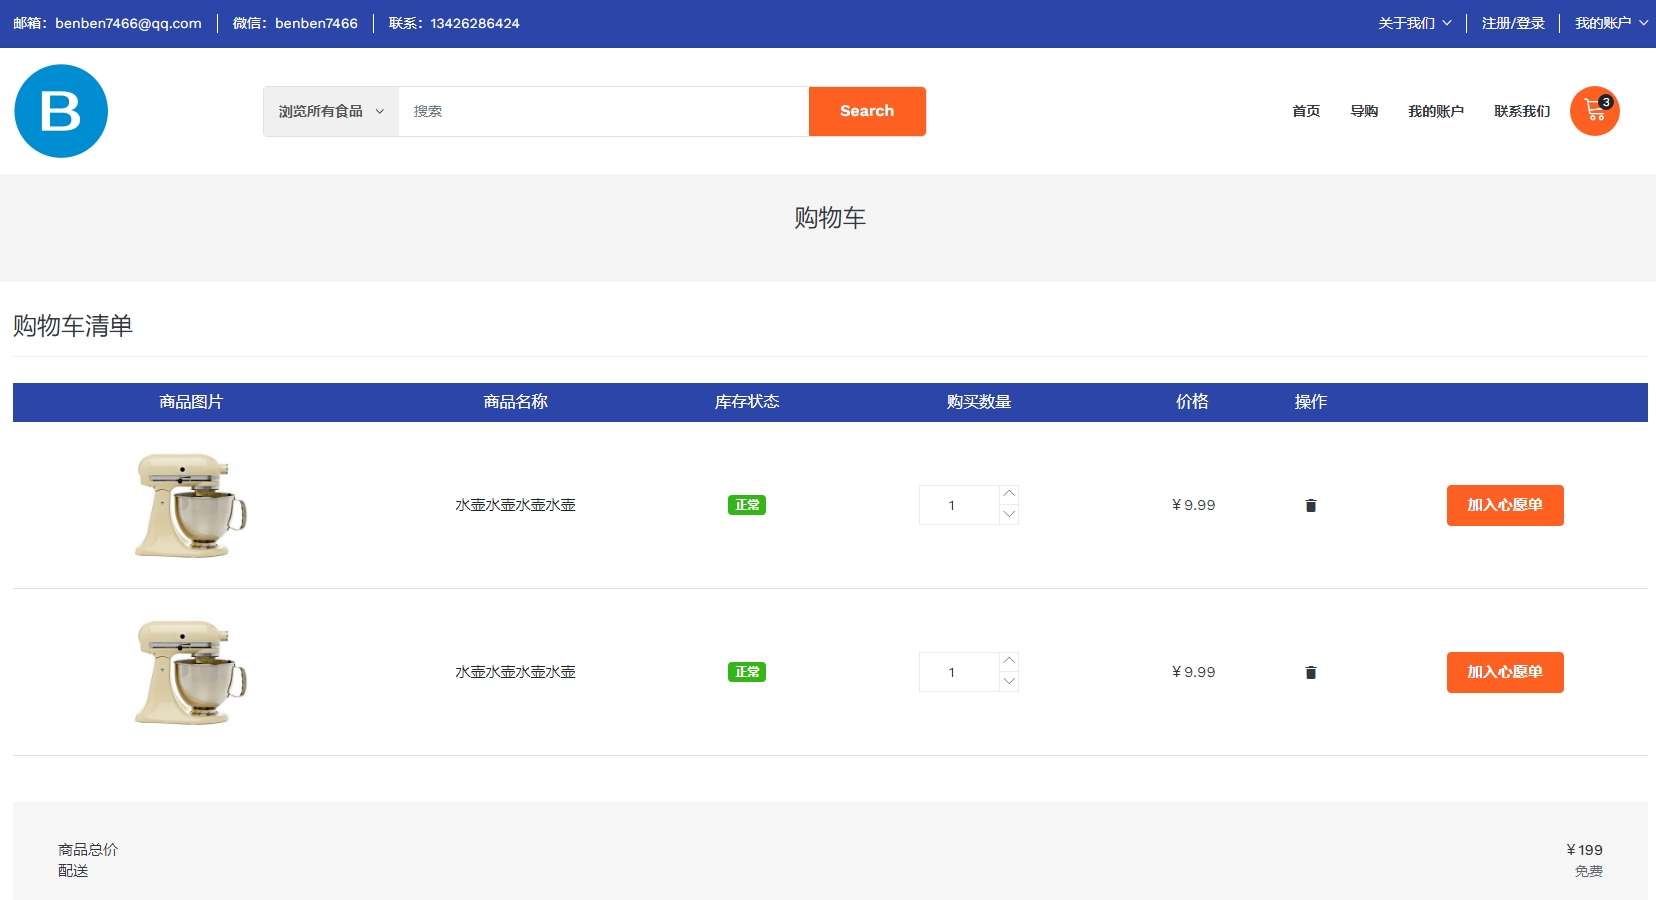 邮箱：benben7466@qq.com 微信：benben7466 联系：13426286424 关于我们 注册/登录 我的账户
B
浏览所有食品 搜索 Search 首页 导购 我的账户 联系我们 3
购物车
购物车清单
商品图片 商品名称 库存状态 购买数量 价格 操作
水壶水壶水壶水壶 正常 1 ¥9.99 加入心愿单
水壶水壶水壶水壶 正常 1 ¥9.99 加入心愿单
商品总价 ¥199
配送 免费